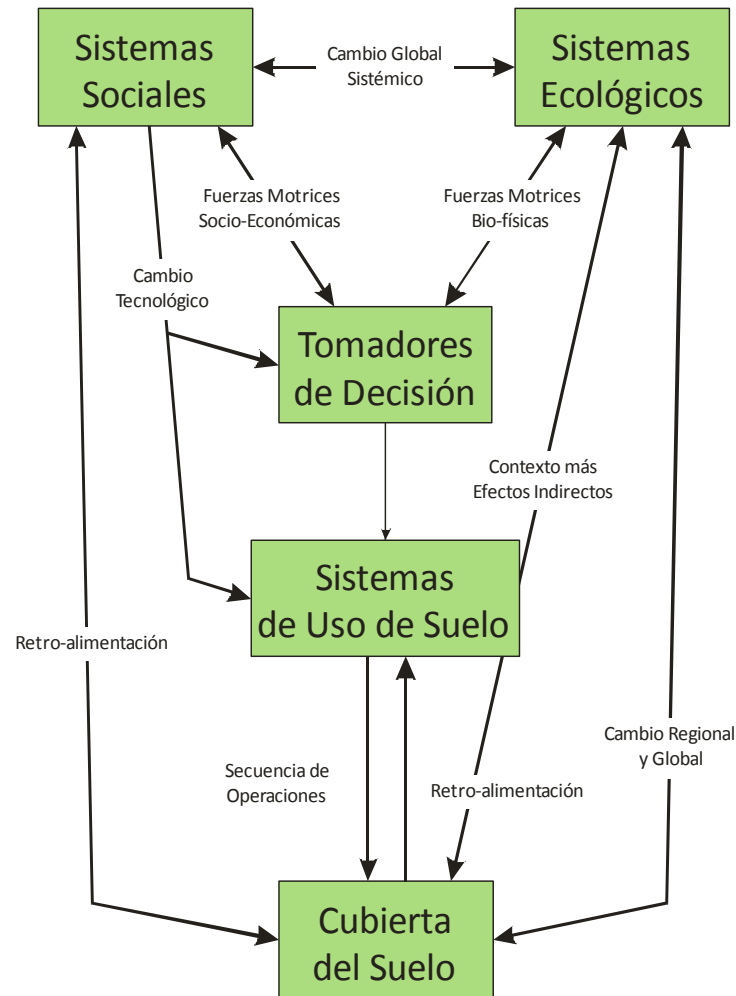 Sistemas
Sociales
Cambio Global
Sistémico
Sistemas
Ecológicos
Fuerzas Motrices
Socio-Económicas
Fuerzas Motrices
Bio-físicas
Cambio
Tecnológico
Tomadores
de Decisión
Contexto más
Efectos Indirectos
Sistemas
de Uso de Suelo
Retro-alimentación
Cambio Regional
y Global
Secuencia de
Operaciones
Retro-alimentación
Cubierta
del Suelo